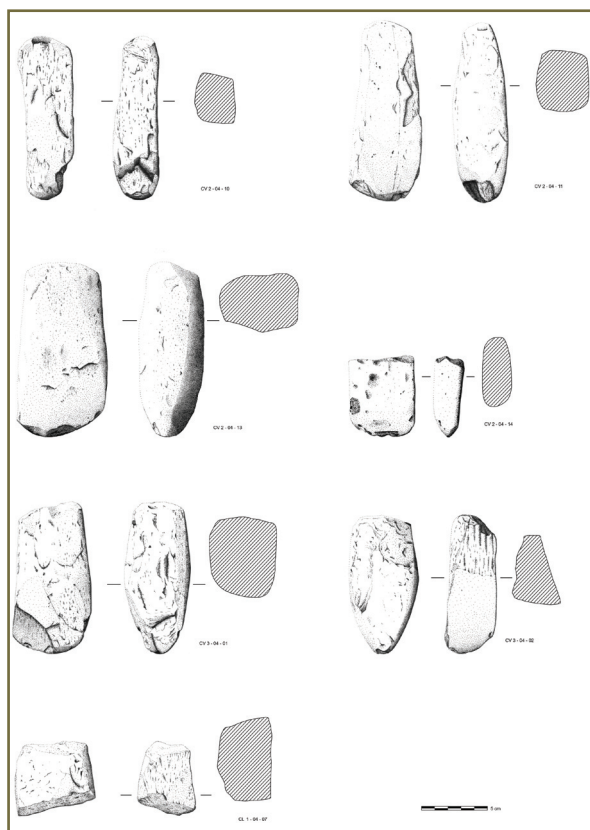 CV 2 - 04 - 10
CV 2 - 04 - 11
CV 2 - 04 - 13
CV 2 - 04 - 14
CV 3 - 04 - 01
CV 3 - 04 - 02
CL 1 - 04 - 07
5 cm